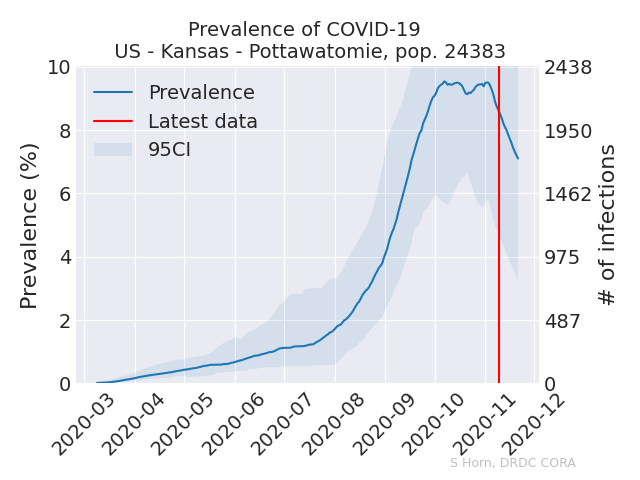 Prevalence of COVID-19
US - Kansas - Pottawatomie, pop. 24383
Prevalence
Latest data
95CI
Prevalence (%)
10
8
6
4
2
0
2438
1950
1462
975
487
0
# of infections
2020-03
2020-04
2020-05
2020-06
2020-07
2020-08
2020-09
2020-10
2020-11
2020-12
S Horn, DRDC CORA